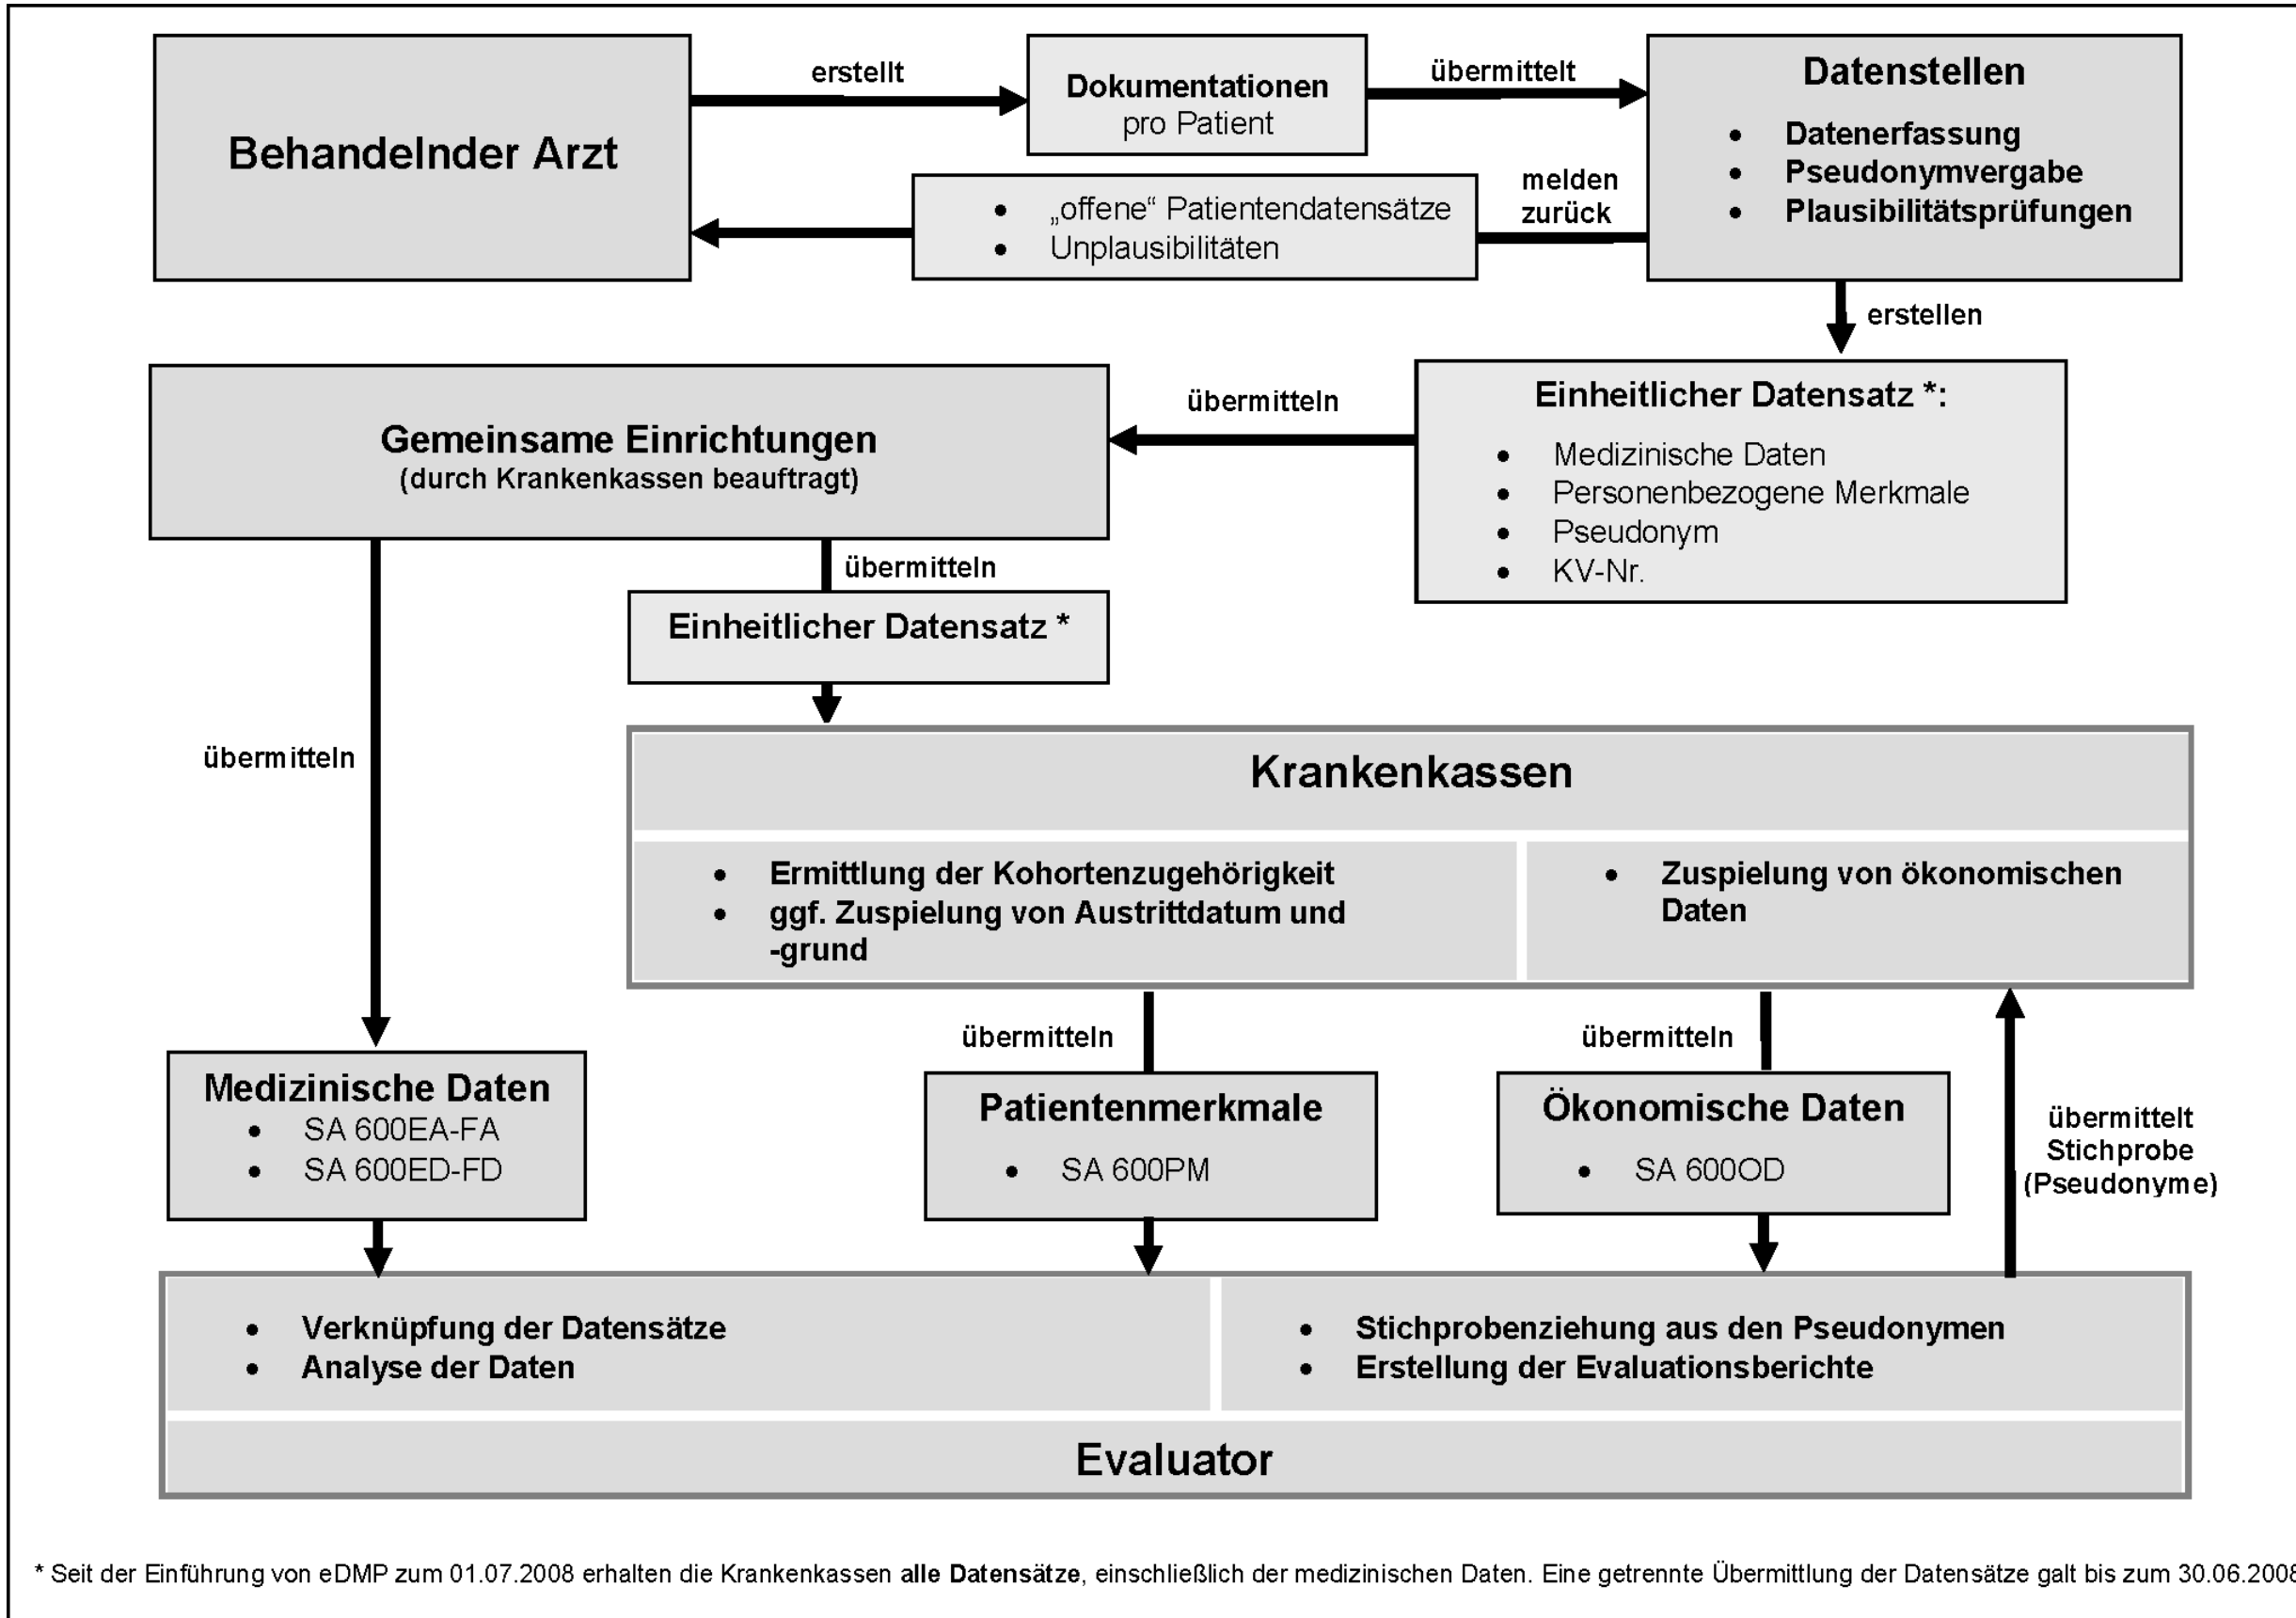 Behandelnder Arzt
erstellt
Dokumentationen
pro Patient
übermittelt
Datenstellen
• Datenerfassung
• Pseudonymvergabe
• Plausibilitätsprüfungen
melden
zurück
• „offene“ Patientendatensätze
• Unplausibilitäten
erstellen
Einheitlicher Datensatz *:
• Medizinische Daten
• Personenbezogene Merkmale
• Pseudonym
• KV-Nr.
übermitteln
Gemeinsame Einrichtungen
(durch Krankenkassen beauftragt)
übermitteln
Einheitlicher Datensatz *
übermitteln
Krankenkassen
• Ermittlung der Kohortenzugehörigkeit
• ggf. Zuspielung von Austrittdatum und
-grund
• Zuspielung von ökonomischen
Daten
übermitteln
übermitteln
Medizinische Daten
• SA 600EA-FA
• SA 600ED-FD
Patientenmerkmale
• SA 600PM
Ökonomische Daten
• SA 600OD
übermittelt
Stichprobe
(Pseudonyme)
• Verknüpfung der Datensätze
• Analyse der Daten
• Stichprobenziehung aus den Pseudonymen
• Erstellung der Evaluationsberichte
Evaluator
* Seit der Einführung von eDMP zum 01.07.2008 erhalten die Krankenkassen alle Datensätze, einschließlich der medizinischen Daten. Eine getrennte Übermittlung der Datensätze galt bis zum 30.06.2008